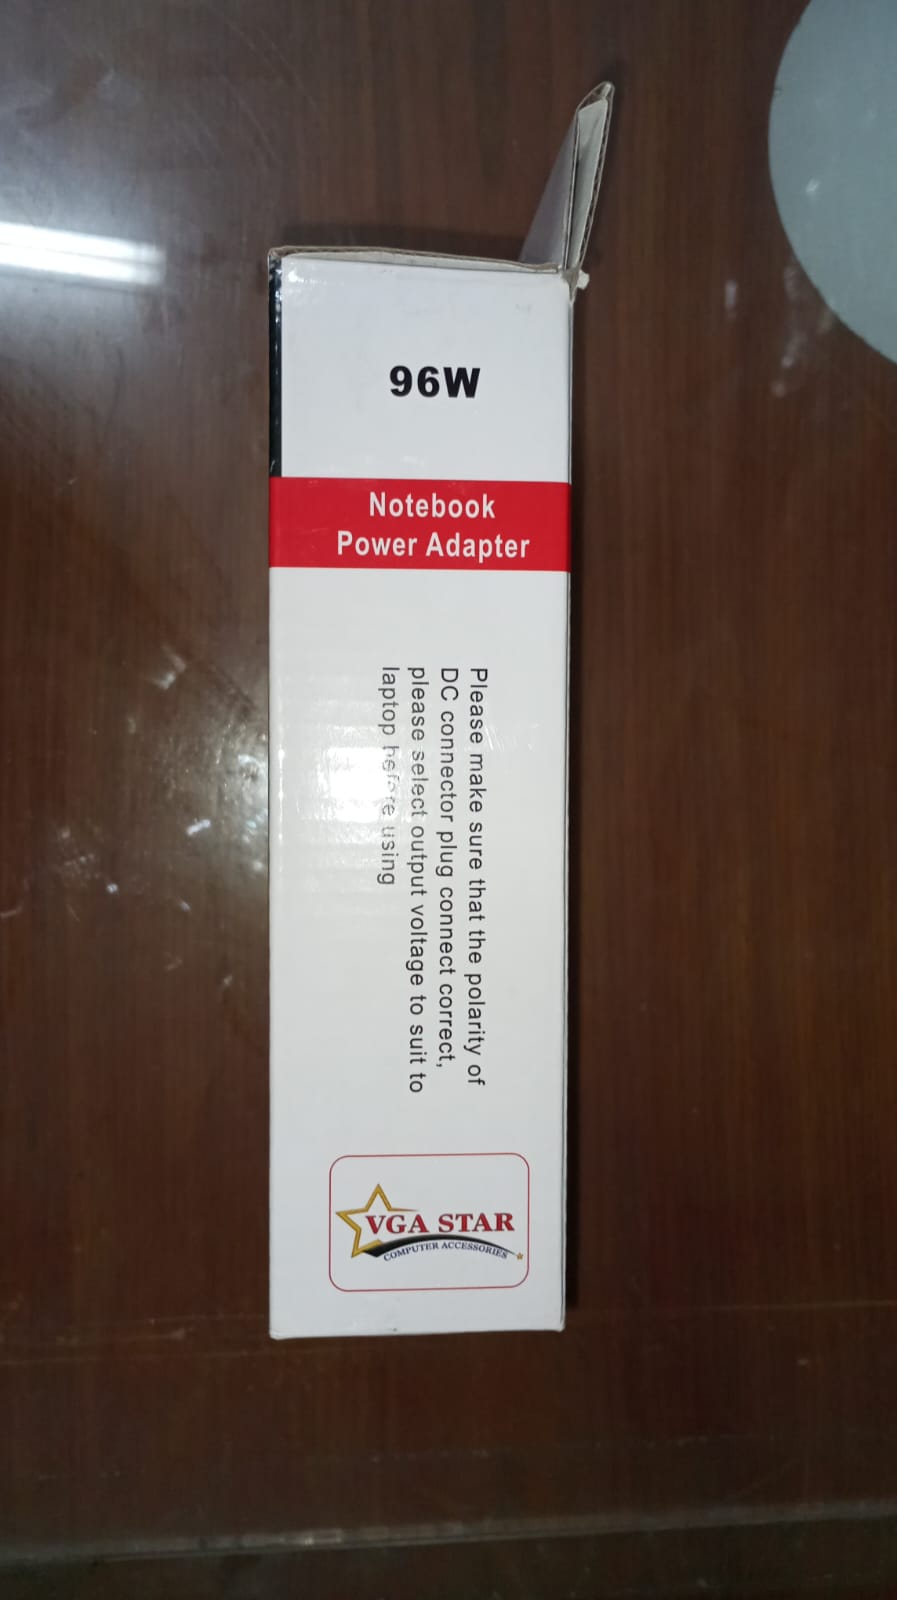 96W
Notebook
Power Adapter
Please make sure that the polarity of
DC connector plug connect correct,
please select output voltage to suit to
laptop before using
VGA STAR
COMPUTER ACCESSORIES